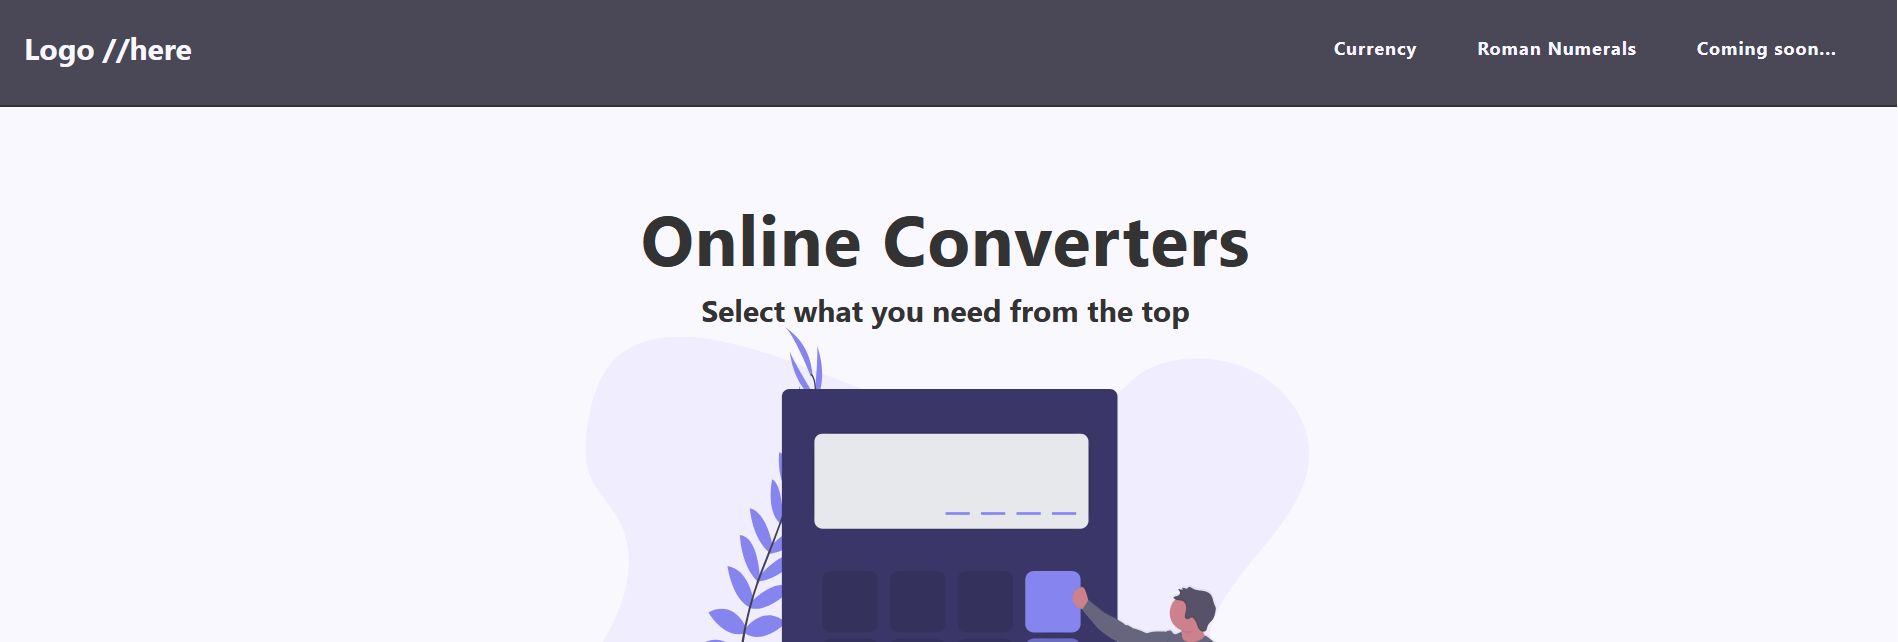 Logo //here
Currency
Roman Numerals
Coming soon...
Online Converters
Select what you need from the top